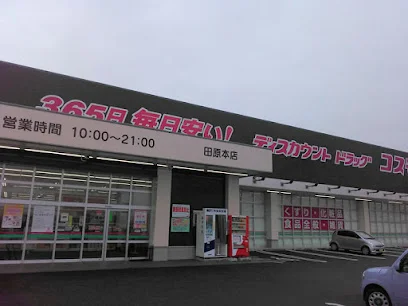 365日 毎日安い!
ディスカウント ドラッグ コス
営業時間 10:00～21:00
田原本店
くすり・化粧品
食品全般・雑貨